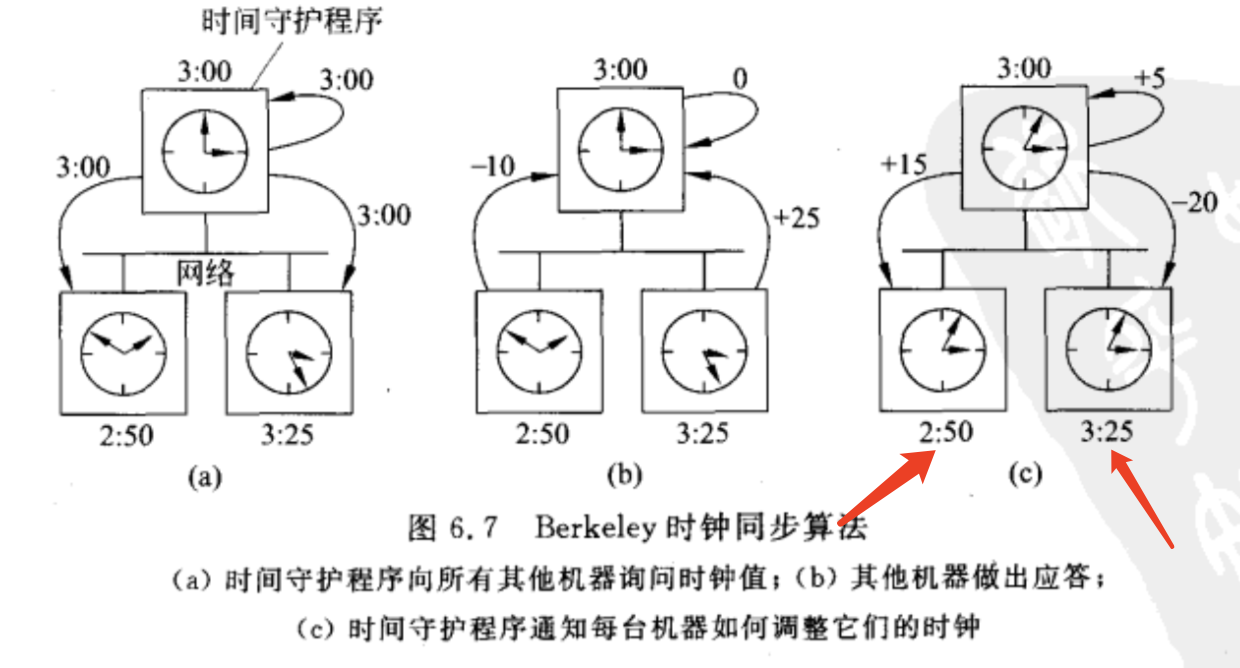 时间守护程序
3:00 3:00
3:00
3:00
网络
2:50 3:25
(a)
3:00 0
-10
+25
2:50 3:25
(b)
3:00 +5
+15
-20
2:50 3:25
(c)
图 6.7 Berkeley 时钟同步算法
(a) 时间守护程序向所有其他机器询问时钟值;(b) 其他机器做出应答;
(c) 时间守护程序通知每台机器如何调整它们的时钟